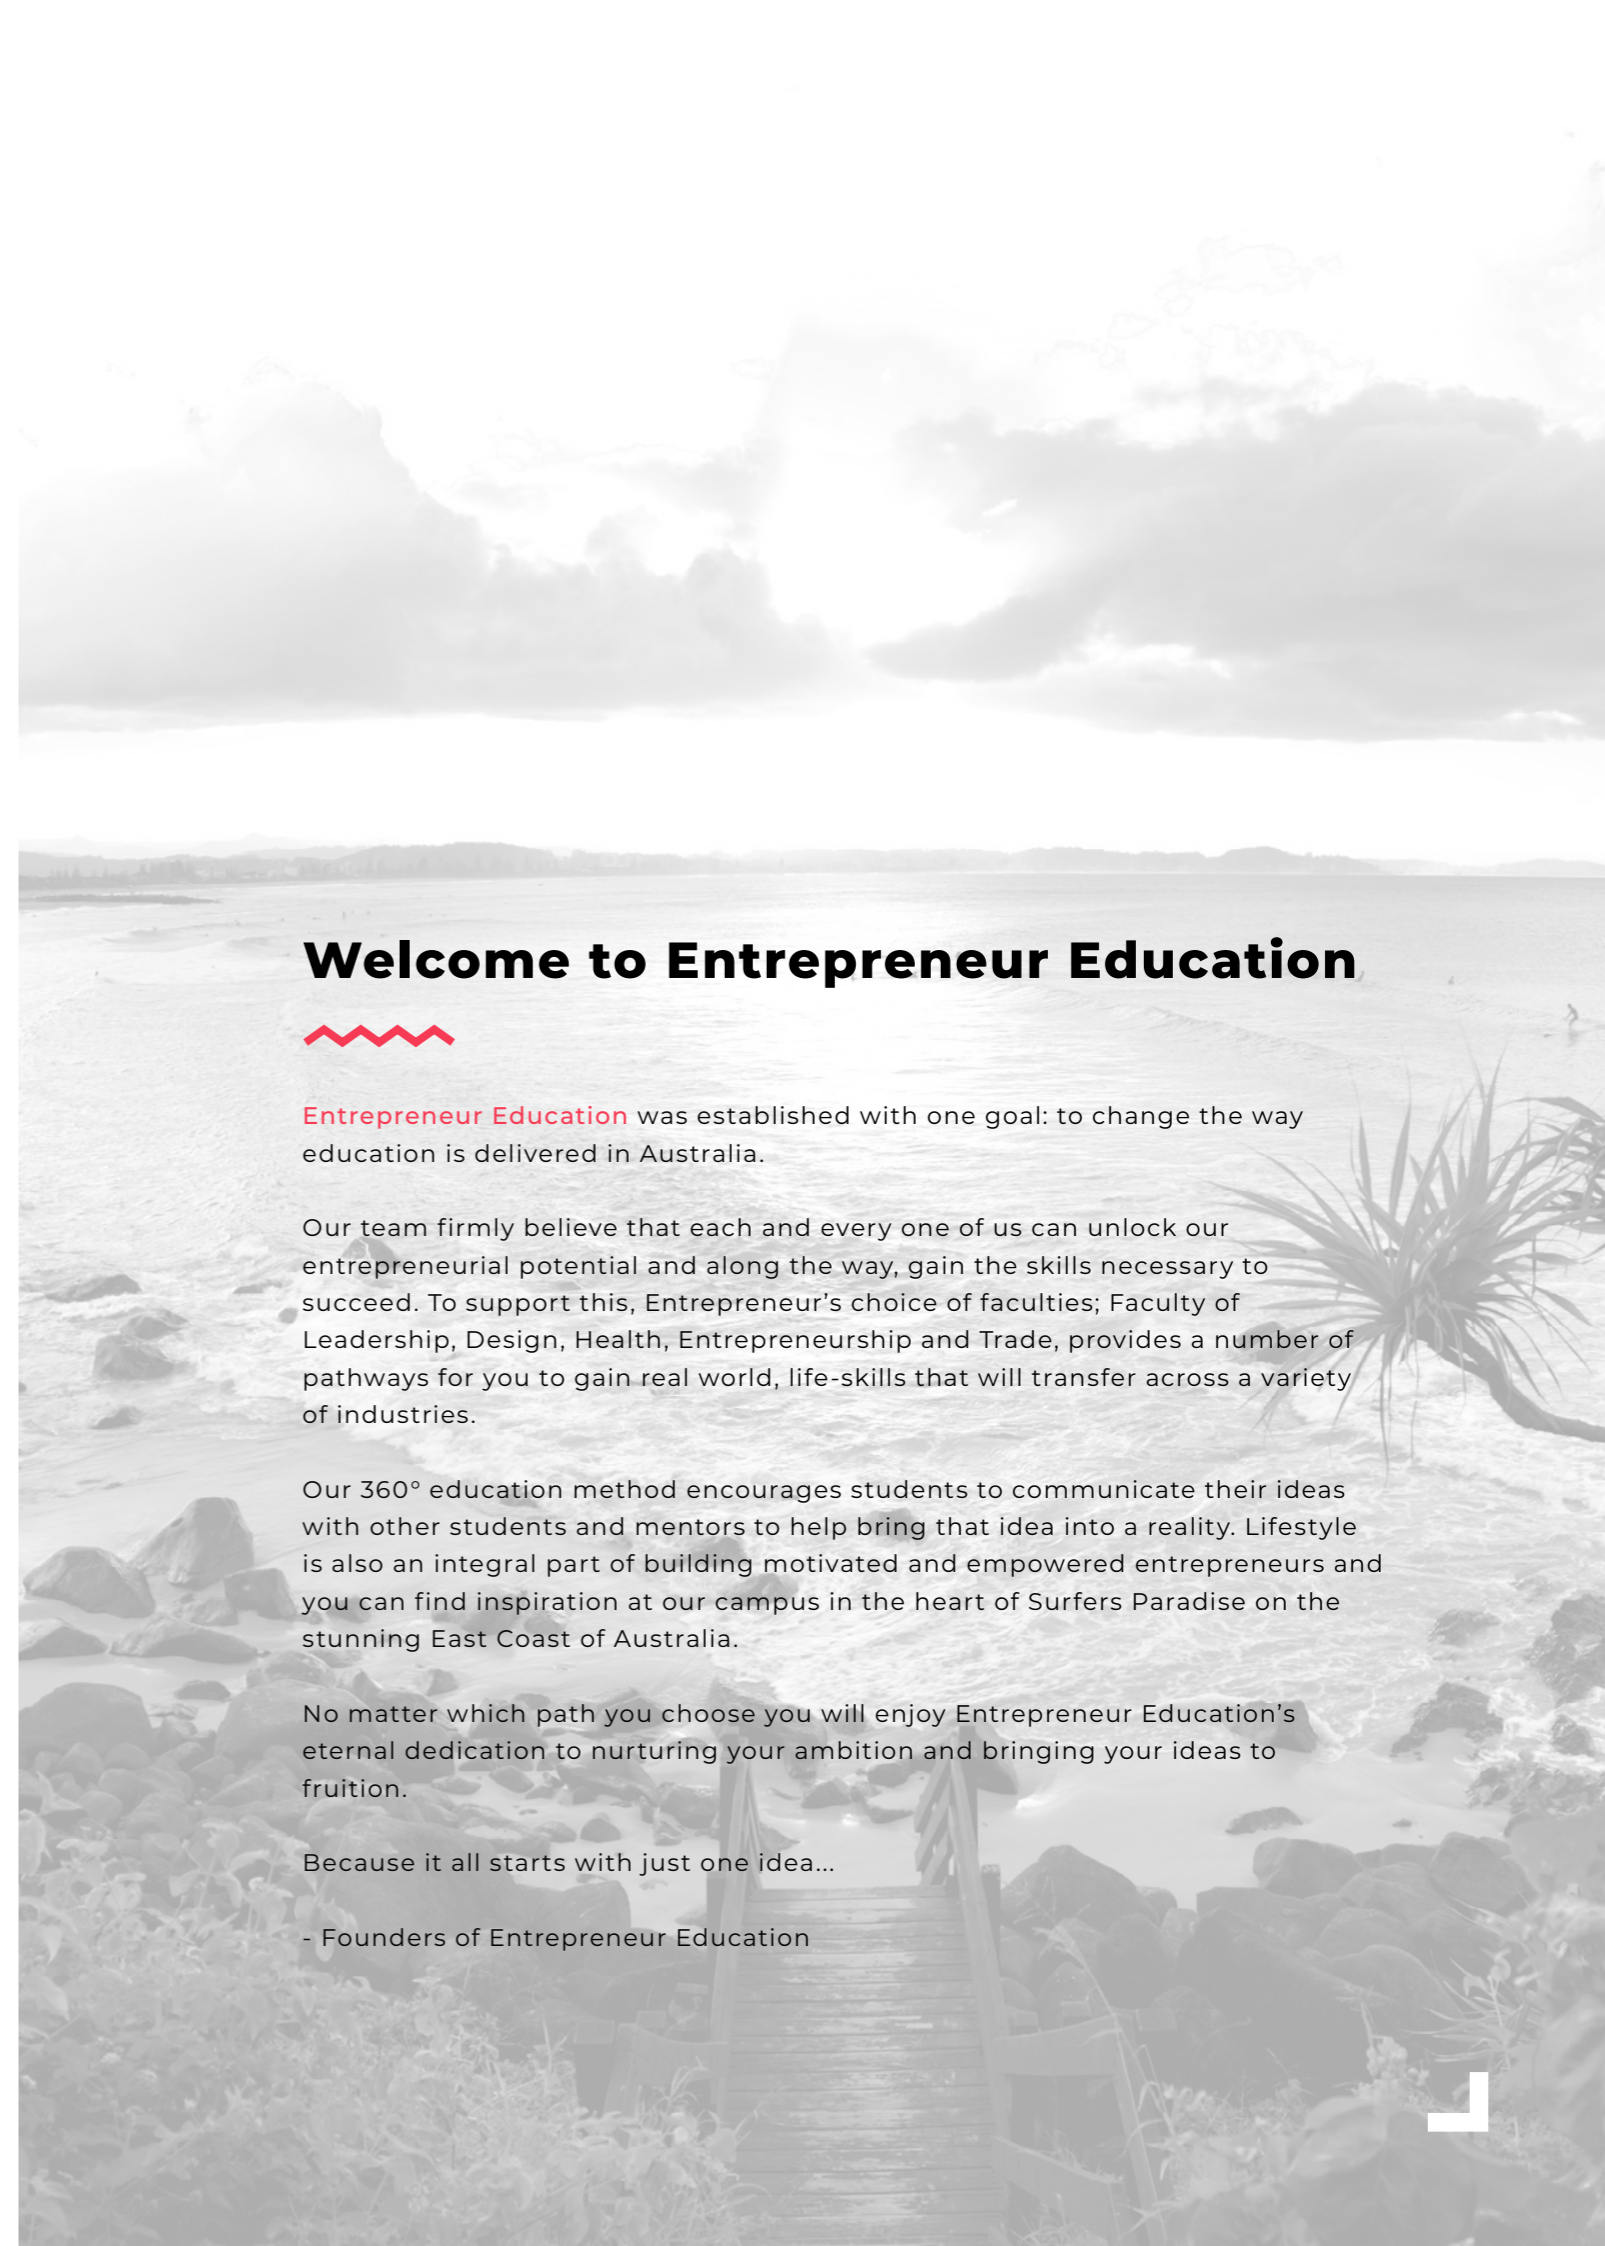 Welcome to Entrepreneur Education
Entrepreneur Education was established with one goal: to change the way
education is delivered in Australia.
Our team firmly believe that each and every one of us can unlock our
entrepreneurial potential and along the way, gain the skills necessary to
succeed. To support this, Entrepreneur’s choice of faculties; Faculty of
Leadership, Design, Health, Entrepreneurship and Trade, provides a number of
pathways for you to gain real world, life-skills that will transfer across a variety
of industries.
Our 360° education method encourages students to communicate their ideas
with other students and mentors to help bring that idea into a reality. Lifestyle
is also an integral part of building motivated and empowered entrepreneurs and
you can find inspiration at our campus in the heart of Surfers Paradise on the
stunning East Coast of Australia.
No matter which path you choose you will enjoy Entrepreneur Education’s
eternal dedication to nurturing your ambition and bringing your ideas to
fruition.
Because it all starts with just one idea...
- Founders of Entrepreneur Education